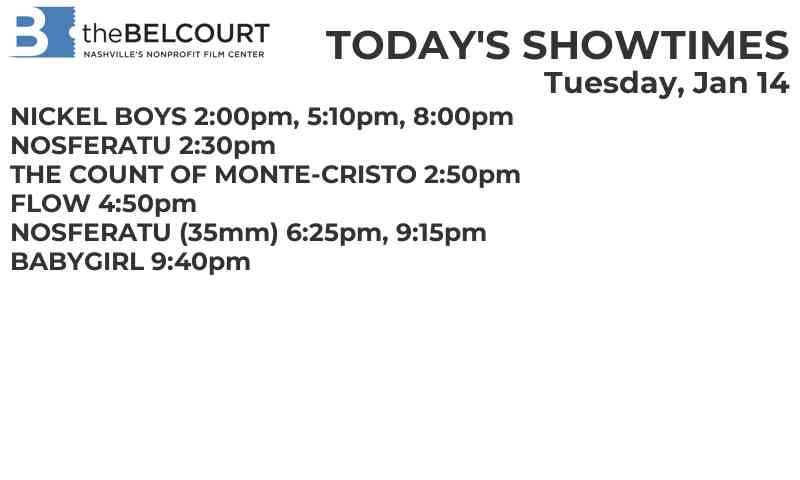 B theBELCOURT
NASHVILLE'S NONPROFIT FILM CENTER
TODAY'S SHOWTIMES
Tuesday, Jan 14
NICKEL BOYS 2:00pm, 5:10pm, 8:00pm
NOSFERATU 2:30pm
THE COUNT OF MONTE-CRISTO 2:50pm
FLOW 4:50pm
NOSFERATU (35mm) 6:25pm, 9:15pm
BABYGIRL 9:40pm